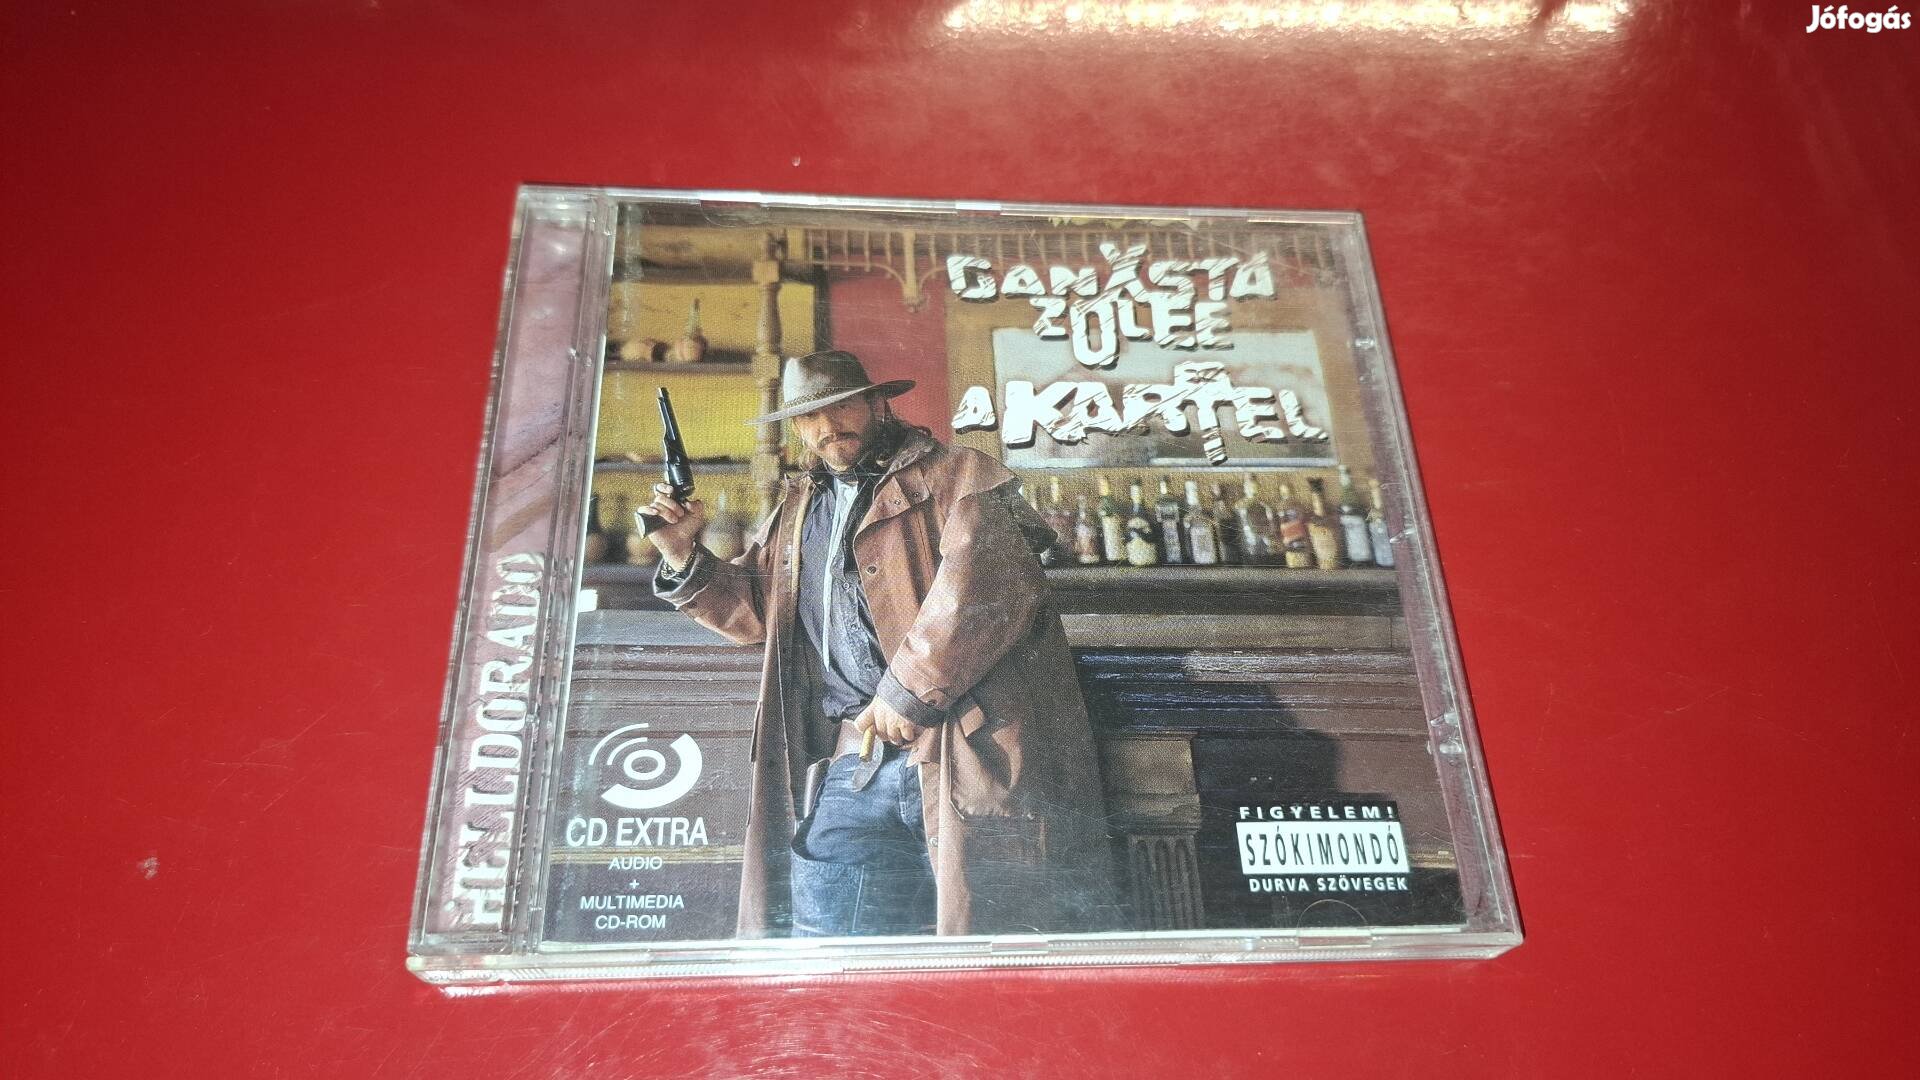 Jófogás
GANXSTA
ZOLEE
A KARTEL
HELLDORADO
CD EXTRA
AUDIO
+
MULTIMEDIA
CD-ROM
FIGYELEM!
SZÓKIMONDÓ
DURVA SZÖVEGEK